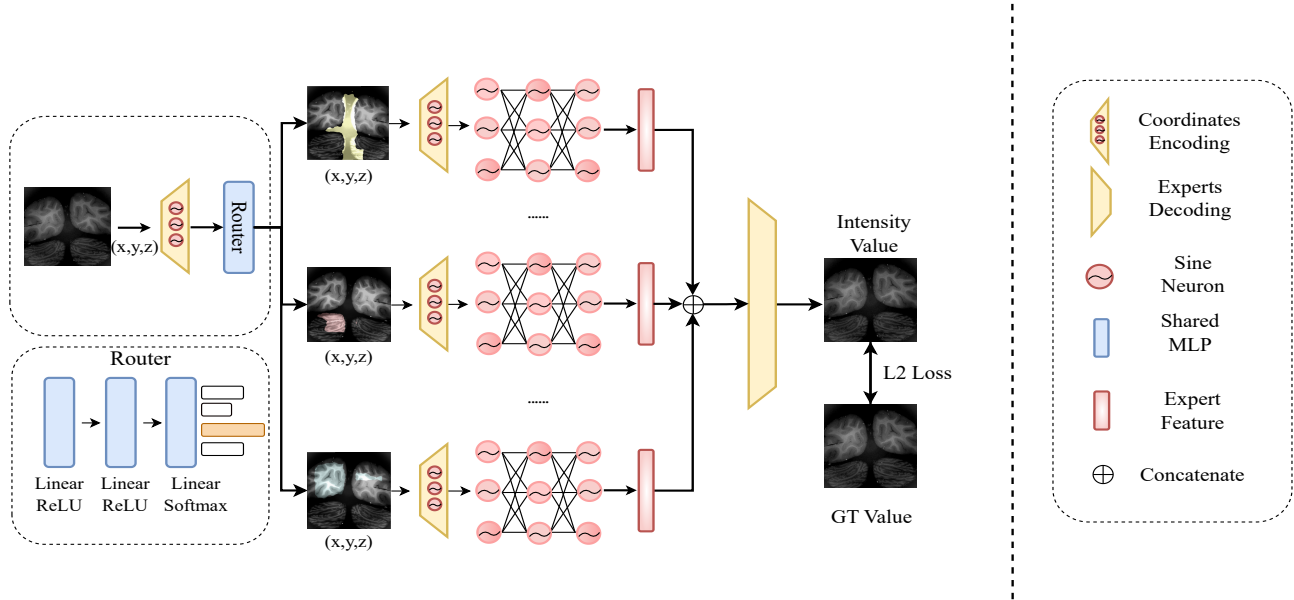 (x,y,z)
Router
Router
Linear
ReLU
Linear
ReLU
Linear
Softmax
(x,y,z)
......
(x,y,z)
......
(x,y,z)
Intensity
Value
L2 Loss
GT Value
Coordinates
Encoding
Experts
Decoding
Sine
Neuron
Shared
MLP
Expert
Feature
Concatenate